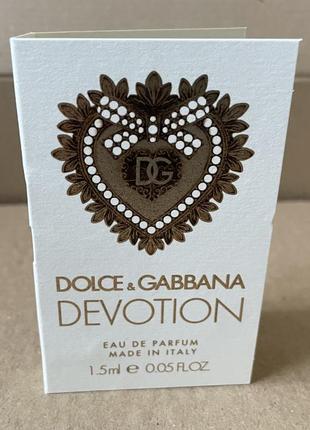 DG
DOLCE & GABBANA
DEVOTION
EAU DE PARFUM
MADE IN ITALY
1.5ml e 0.05 FL.OZ.